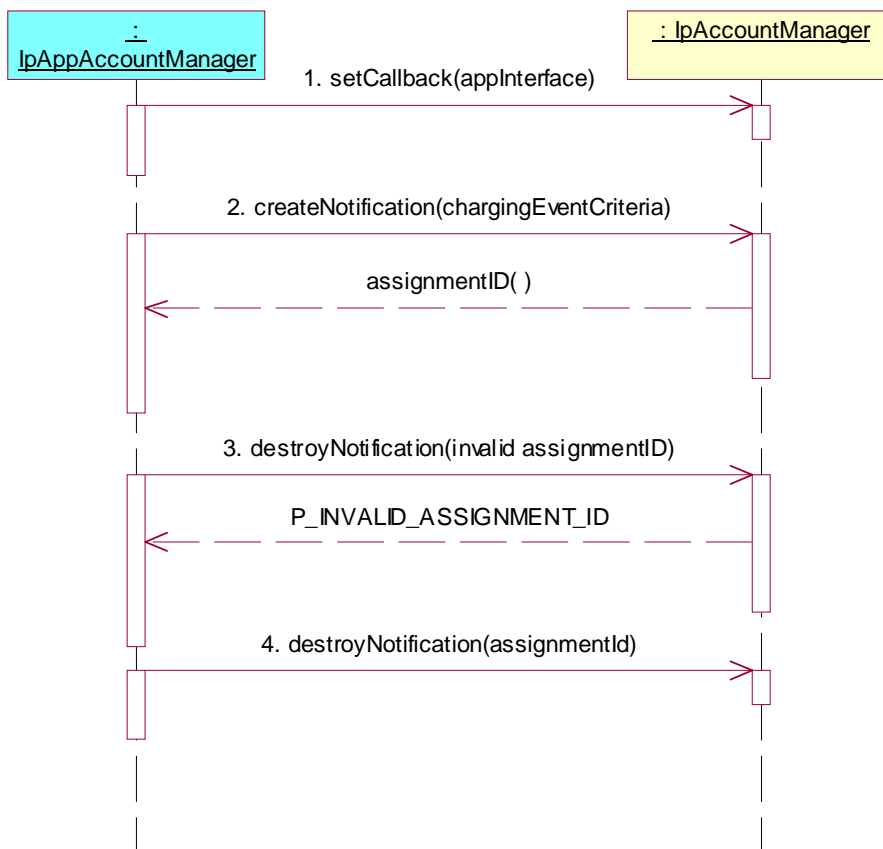 :
IpAppAccountManager
: IpAccountManager
1. setCallback(appInterface)
2. createNotification(chargingEventCriteria)
assignmentID( )
3. destroyNotification(invalid assignmentID)
P_INVALID_ASSIGNMENT_ID
4. destroyNotification(assignmentId)